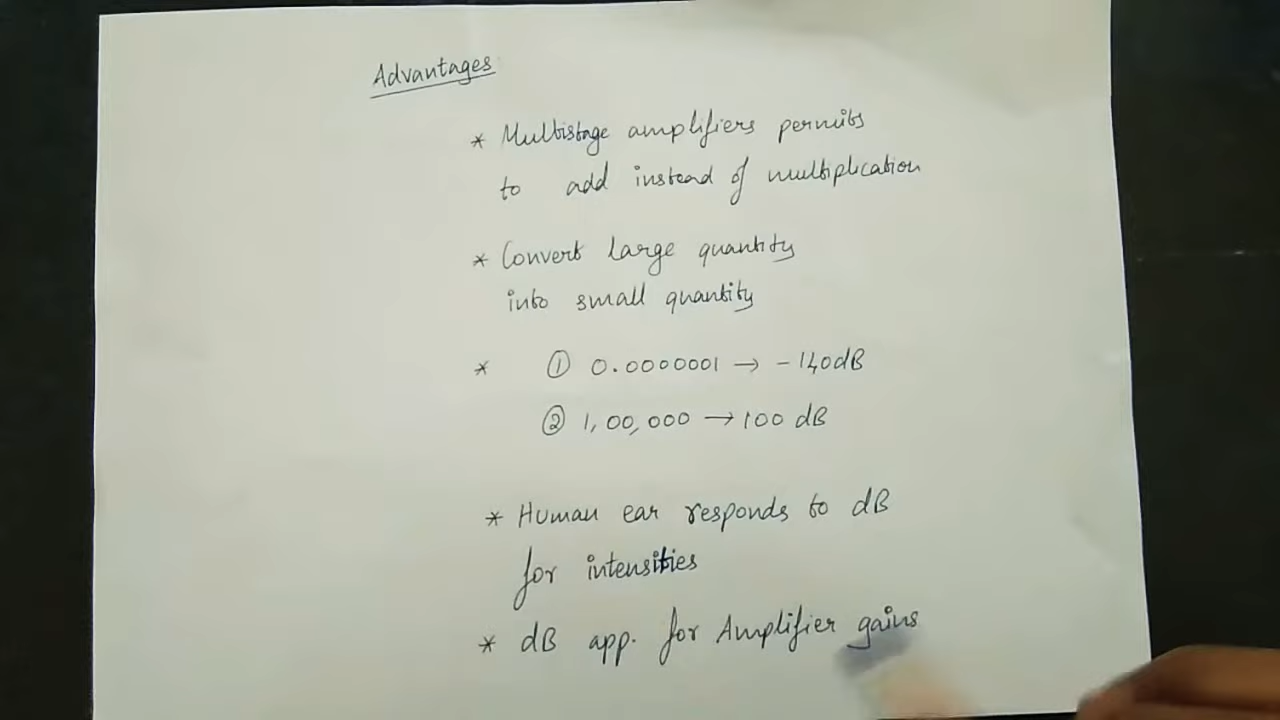 Advantages
* Multistage amplifiers permits
to add instead of multiplication
* Convert large quantity
into small quantity
* ① 0.0000001 → -140dB
② 1,00,000 → 100 dB
* Human ear responds to dB
for intensities
* dB app. for Amplifier gains